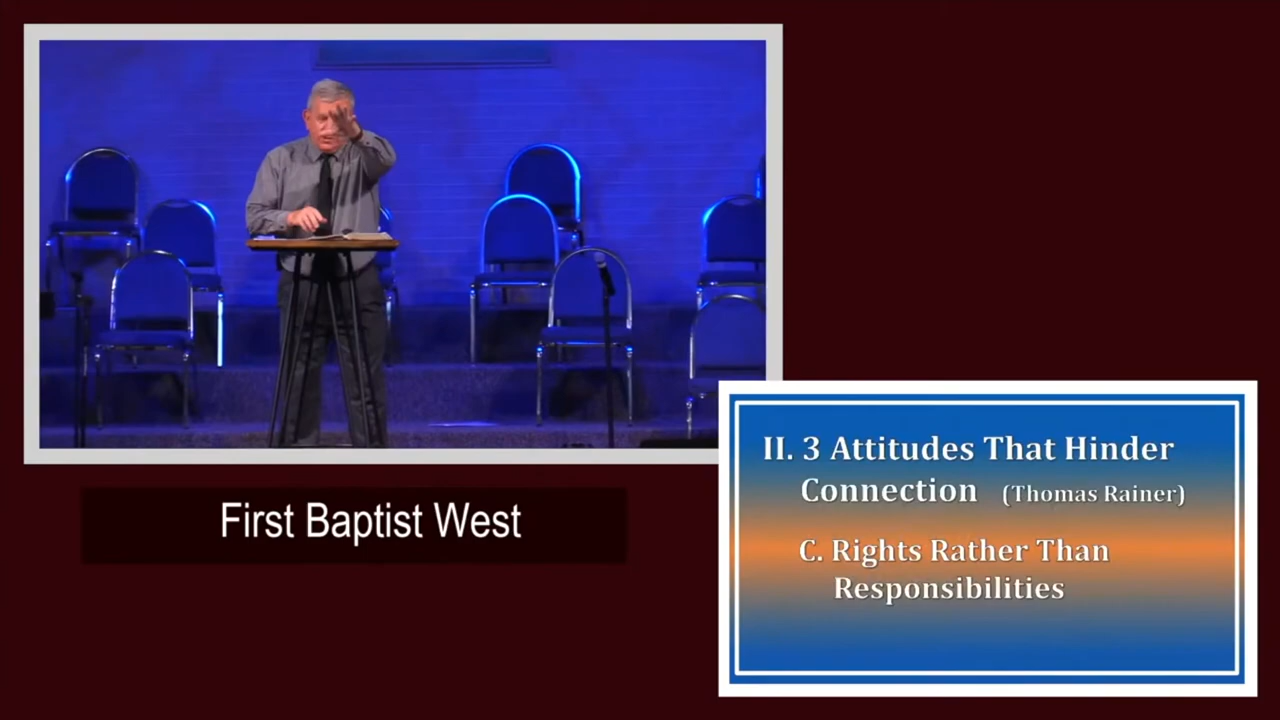 First Baptist West
II. 3 Attitudes That Hinder
Connection (Thomas Rainer)
C. Rights Rather Than
Responsibilities